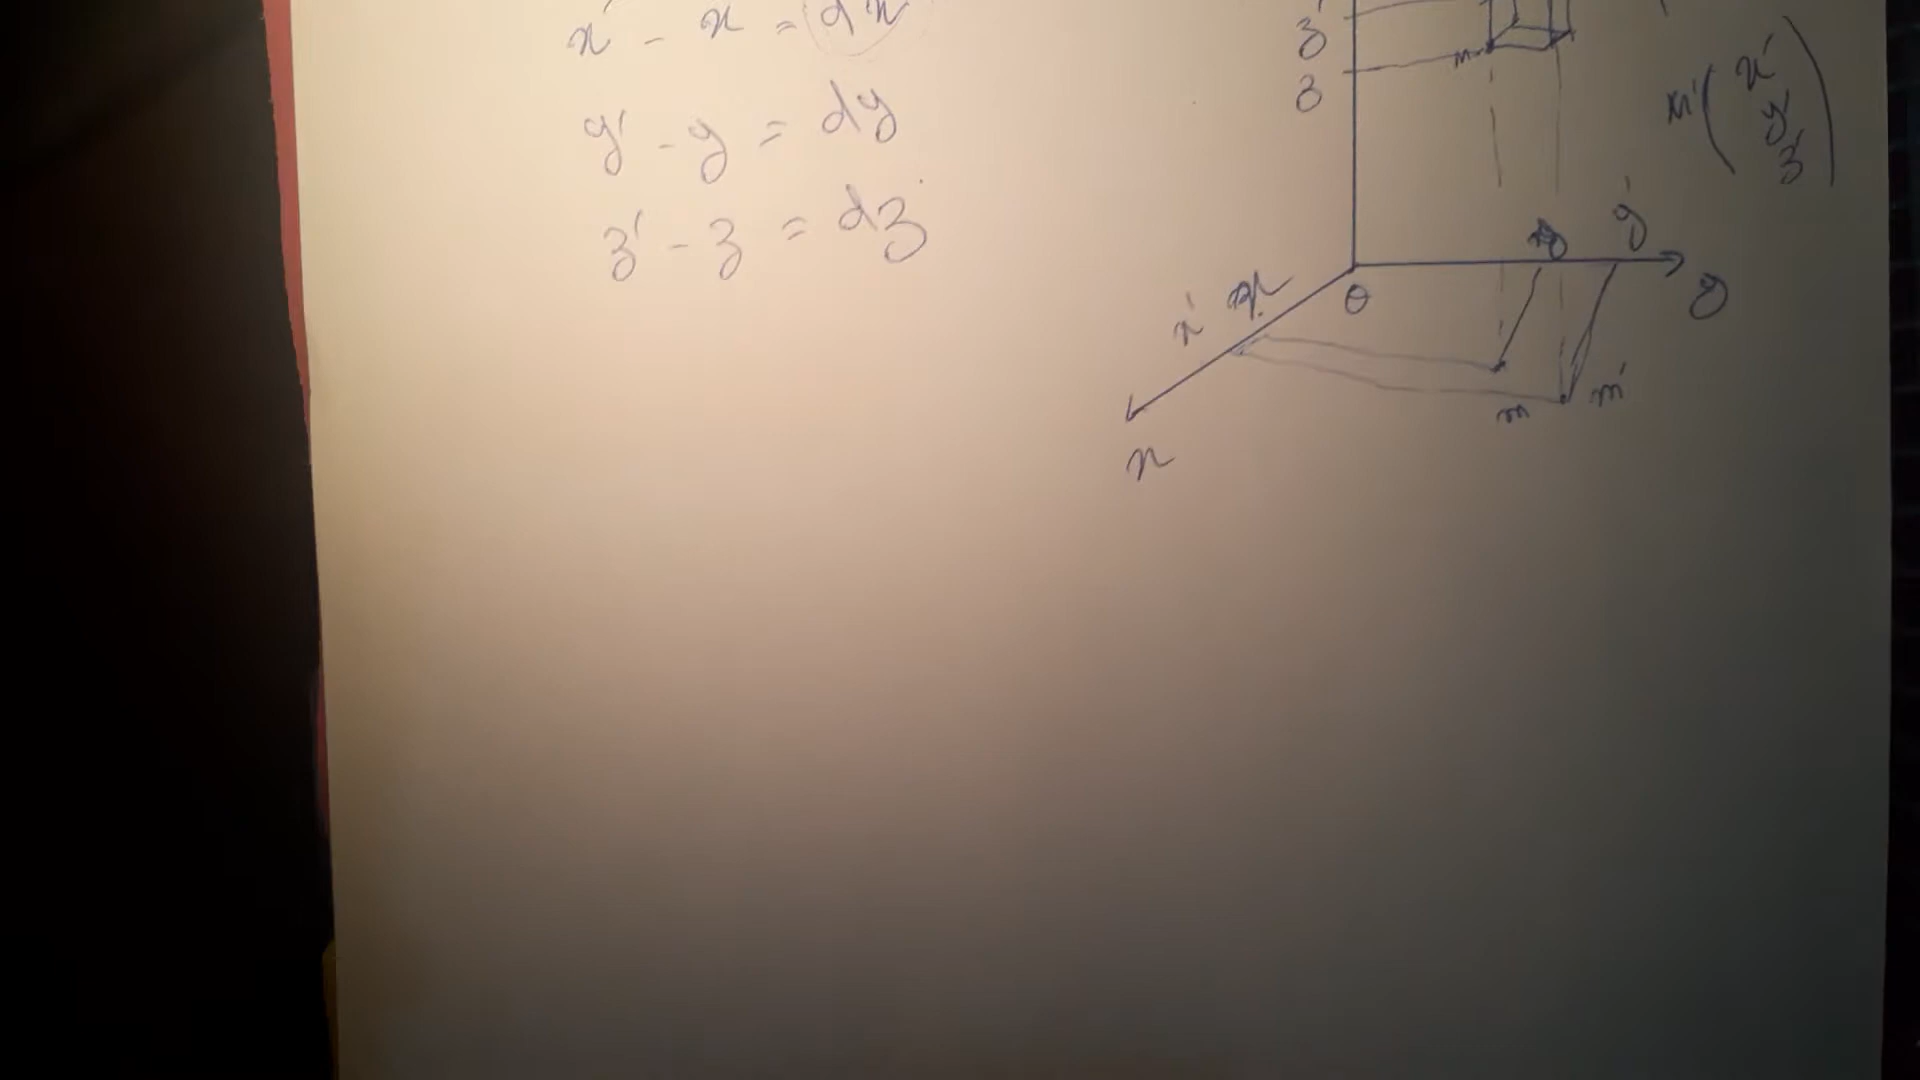 x' - x = dx
y' - y = dy
z' - z = dz
z'
z
m
m' ( x'
y'
z' )
y
y'
y
o
x' x
m
m'
x